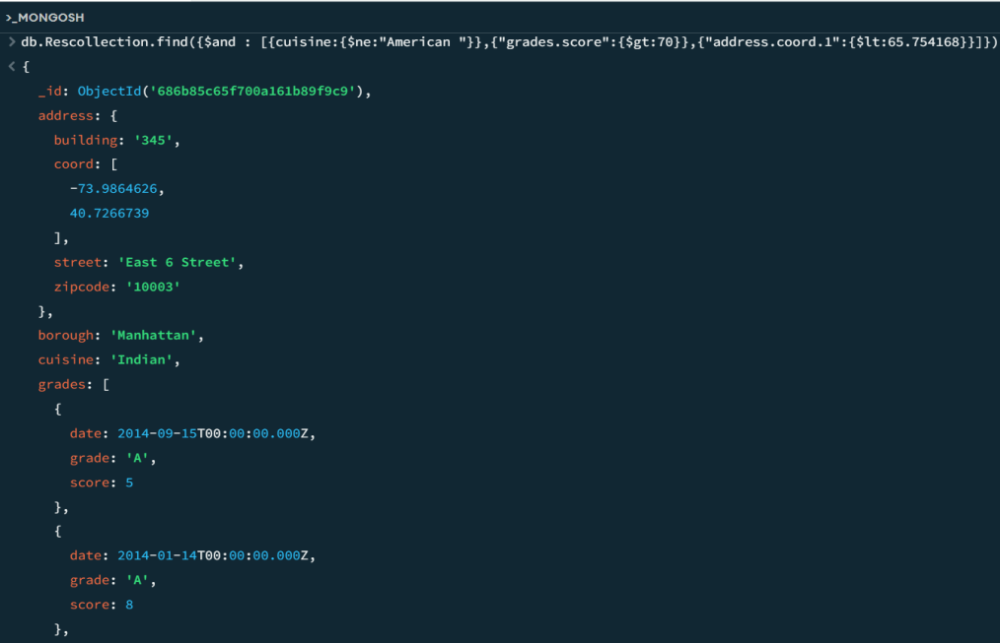 >_MONGOSH
> db.Rescollection.find({$and : [{cuisine:{$ne:"American "}},{"grades.score":{$gt:70}},{"address.coord.1":{$lt:65.754168}}]})
< {
_id: ObjectId('686b85c65f700a161b89f9c9'),
address: {
building: '345',
coord: [
-73.9864626,
40.7266739
],
street: 'East 6 Street',
zipcode: '10003'
},
borough: 'Manhattan',
cuisine: 'Indian',
grades: [
{
date: 2014-09-15T00:00:00.000Z,
grade: 'A',
score: 5
},
{
date: 2014-01-14T00:00:00.000Z,
grade: 'A',
score: 8
},